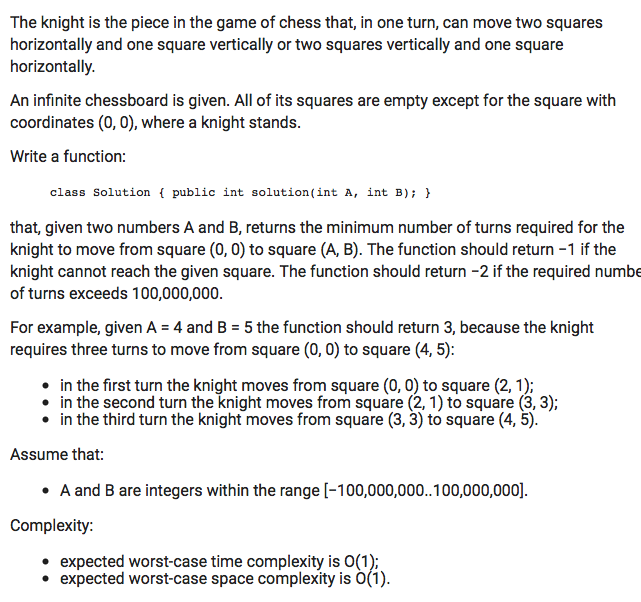 The knight is the piece in the game of chess that, in one turn, can move two squares
horizontally and one square vertically or two squares vertically and one square
horizontally.
An infinite chessboard is given. All of its squares are empty except for the square with
coordinates (0, 0), where a knight stands.
Write a function:
class Solution { public int solution(int A, int B); }
that, given two numbers A and B, returns the minimum number of turns required for the
knight to move from square (0, 0) to square (A, B). The function should return −1 if the
knight cannot reach the given square. The function should return −2 if the required numbe
of turns exceeds 100,000,000.
For example, given A = 4 and B = 5 the function should return 3, because the knight
requires three turns to move from square (0, 0) to square (4, 5):
• in the first turn the knight moves from square (0, 0) to square (2, 1);
• in the second turn the knight moves from square (2, 1) to square (3, 3);
• in the third turn the knight moves from square (3, 3) to square (4, 5).
Assume that:
• A and B are integers within the range [−100,000,000..100,000,000].
Complexity:
• expected worst-case time complexity is O(1);
• expected worst-case space complexity is O(1).